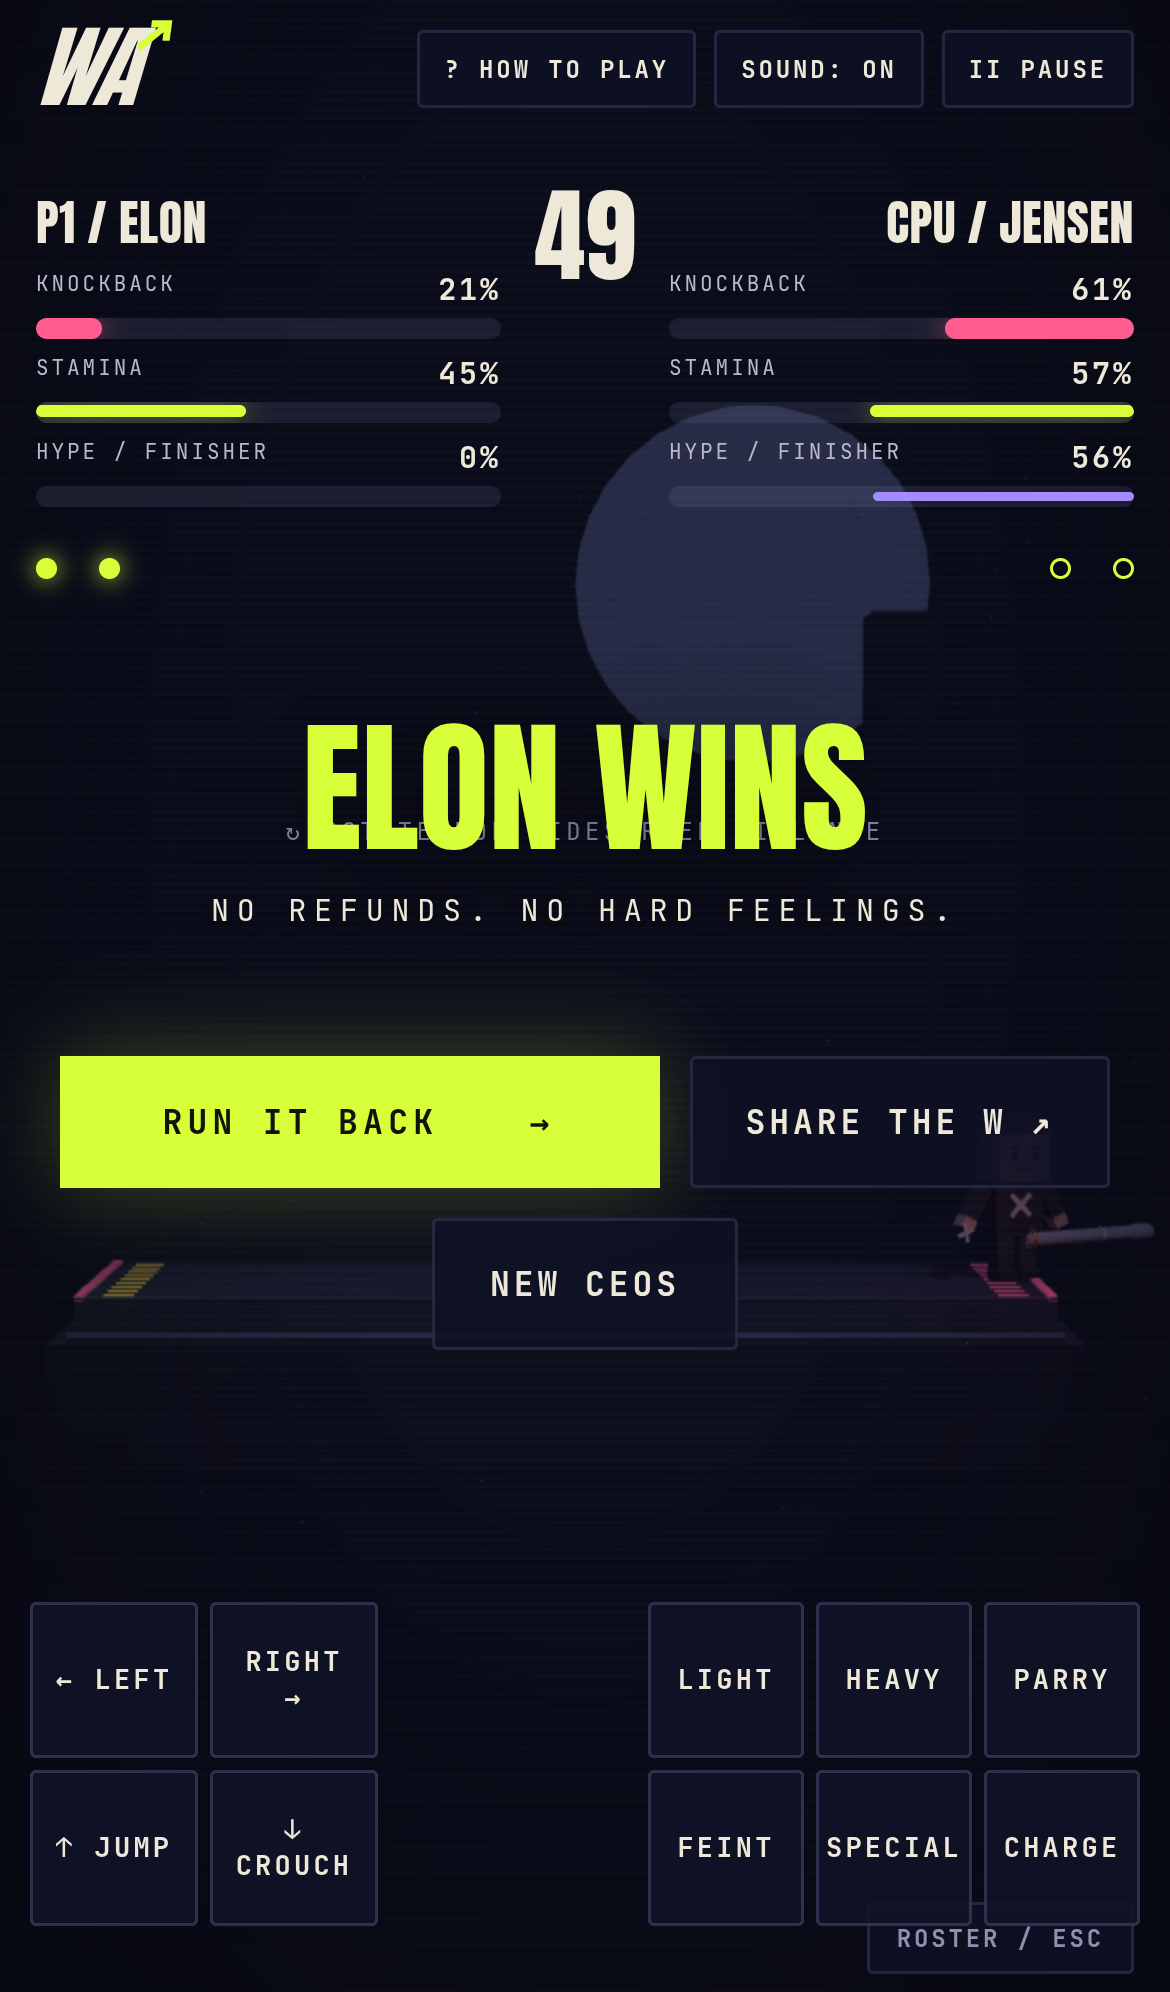 WA↗
? HOW TO PLAY
SOUND: ON
II PAUSE
P1 / ELON
49
CPU / JENSEN
KNOCKBACK 21%
KNOCKBACK 61%
STAMINA 45%
STAMINA 57%
HYPE / FINISHER 0%
HYPE / FINISHER 56%
ELON WINS
NO REFUNDS. NO HARD FEELINGS.
RUN IT BACK →
SHARE THE W ↗
NEW CEOS
← LEFT
RIGHT
→
LIGHT
HEAVY
PARRY
↑ JUMP
↓
CROUCH
FEINT
SPECIAL
CHARGE
ROSTER / ESC